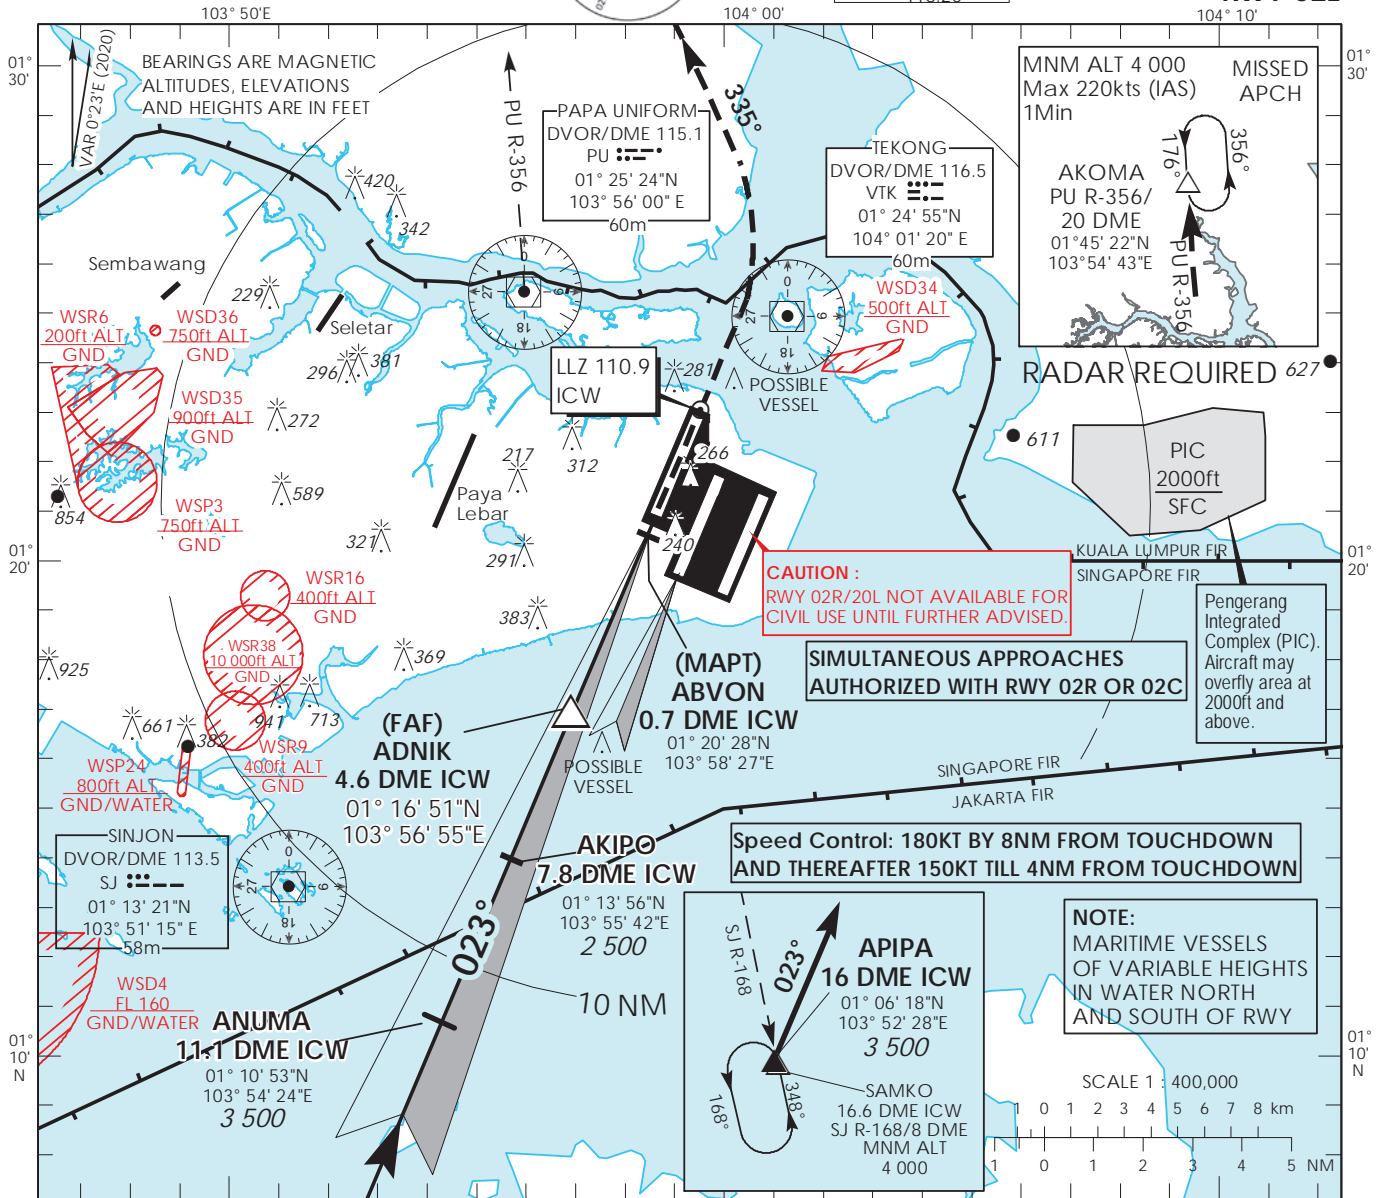 103° 50'E
104° 00'
104° 10'
01°
30'
VAR 0°23'E (2020)
BEARINGS ARE MAGNETIC
ALTITUDES, ELEVATIONS
AND HEIGHTS ARE IN FEET
PU R-356
PAPA UNIFORM
DVOR/DME 115.1
PU
01° 25' 24"N
103° 56' 00" E
60m
335°
TEKONG
DVOR/DME 116.5
VTK
01° 24' 55"N
104° 01' 20" E
60m
MNM ALT 4 000
Max 220kts (IAS)
1Min
MISSED
APCH
176°
356°
AKOMA
PU R-356/
20 DME
01°45' 22"N
103°54' 43"E
PU R-356
01°
30'
420
342
Sembawang
229
Seletar
WSR6
200ft ALT
GND
WSD36
750ft ALT
GND
296
381
WSD35
900ft ALT
GND
272
27
0
9
18
27
0
9
18
WSD34
500ft ALT
GND
LLZ 110.9
ICW
281
POSSIBLE
VESSEL
RADAR REQUIRED
627
611
PIC
2000ft
SFC
312
217
266
Paya
Lebar
589
854
WSP3
750ft ALT
GND
321
291
240
01°
20'
KUALA LUMPUR FIR
SINGAPORE FIR
01°
20'
CAUTION :
RWY 02R/20L NOT AVAILABLE FOR
CIVIL USE UNTIL FURTHER ADVISED.
WSR16
400ft ALT
GND
383
Pengerang
Integrated
Complex (PIC).
Aircraft may
overfly area at
2000ft and
above.
WSR38
10 000ft ALT
GND
369
925
941
713
661
382
SIMULTANEOUS APPROACHES
AUTHORIZED WITH RWY 02R OR 02C
(MAPT)
ABVON
0.7 DME ICW
01° 20' 28"N
103° 58' 27"E
(FAF)
ADNIK
4.6 DME ICW
01° 16' 51"N
103° 56' 55"E
WSR9
400ft ALT
GND
WSP24
800ft ALT
GND/WATER
POSSIBLE
VESSEL
SINGAPORE FIR
JAKARTA FIR
SINJON
DVOR/DME 113.5
SJ
01° 13' 21"N
103° 51' 15" E
58m
27
0
9
18
AKIPO
7.8 DME ICW
01° 13' 56"N
103° 55' 42"E
2 500
Speed Control: 180KT BY 8NM FROM TOUCHDOWN
AND THEREAFTER 150KT TILL 4NM FROM TOUCHDOWN
023°
10 NM
WSD4
FL 160
GND/WATER
ANUMA
11.1 DME ICW
01° 10' 53"N
103° 54' 24"E
3 500
SJ R-168
023°
APIPA
16 DME ICW
01° 06' 18"N
103° 52' 28"E
3 500
168°
348°
SAMKO
16.6 DME ICW
SJ R-168/8 DME
MNM ALT
4 000
NOTE:
MARITIME VESSELS
OF VARIABLE HEIGHTS
IN WATER NORTH
AND SOUTH OF RWY
01°
10'
N
01°
10'
N
SCALE 1 : 400,000
1 0 1 2 3 4 5 6 7 8 km
1 0 1 2 3 4 5 NM